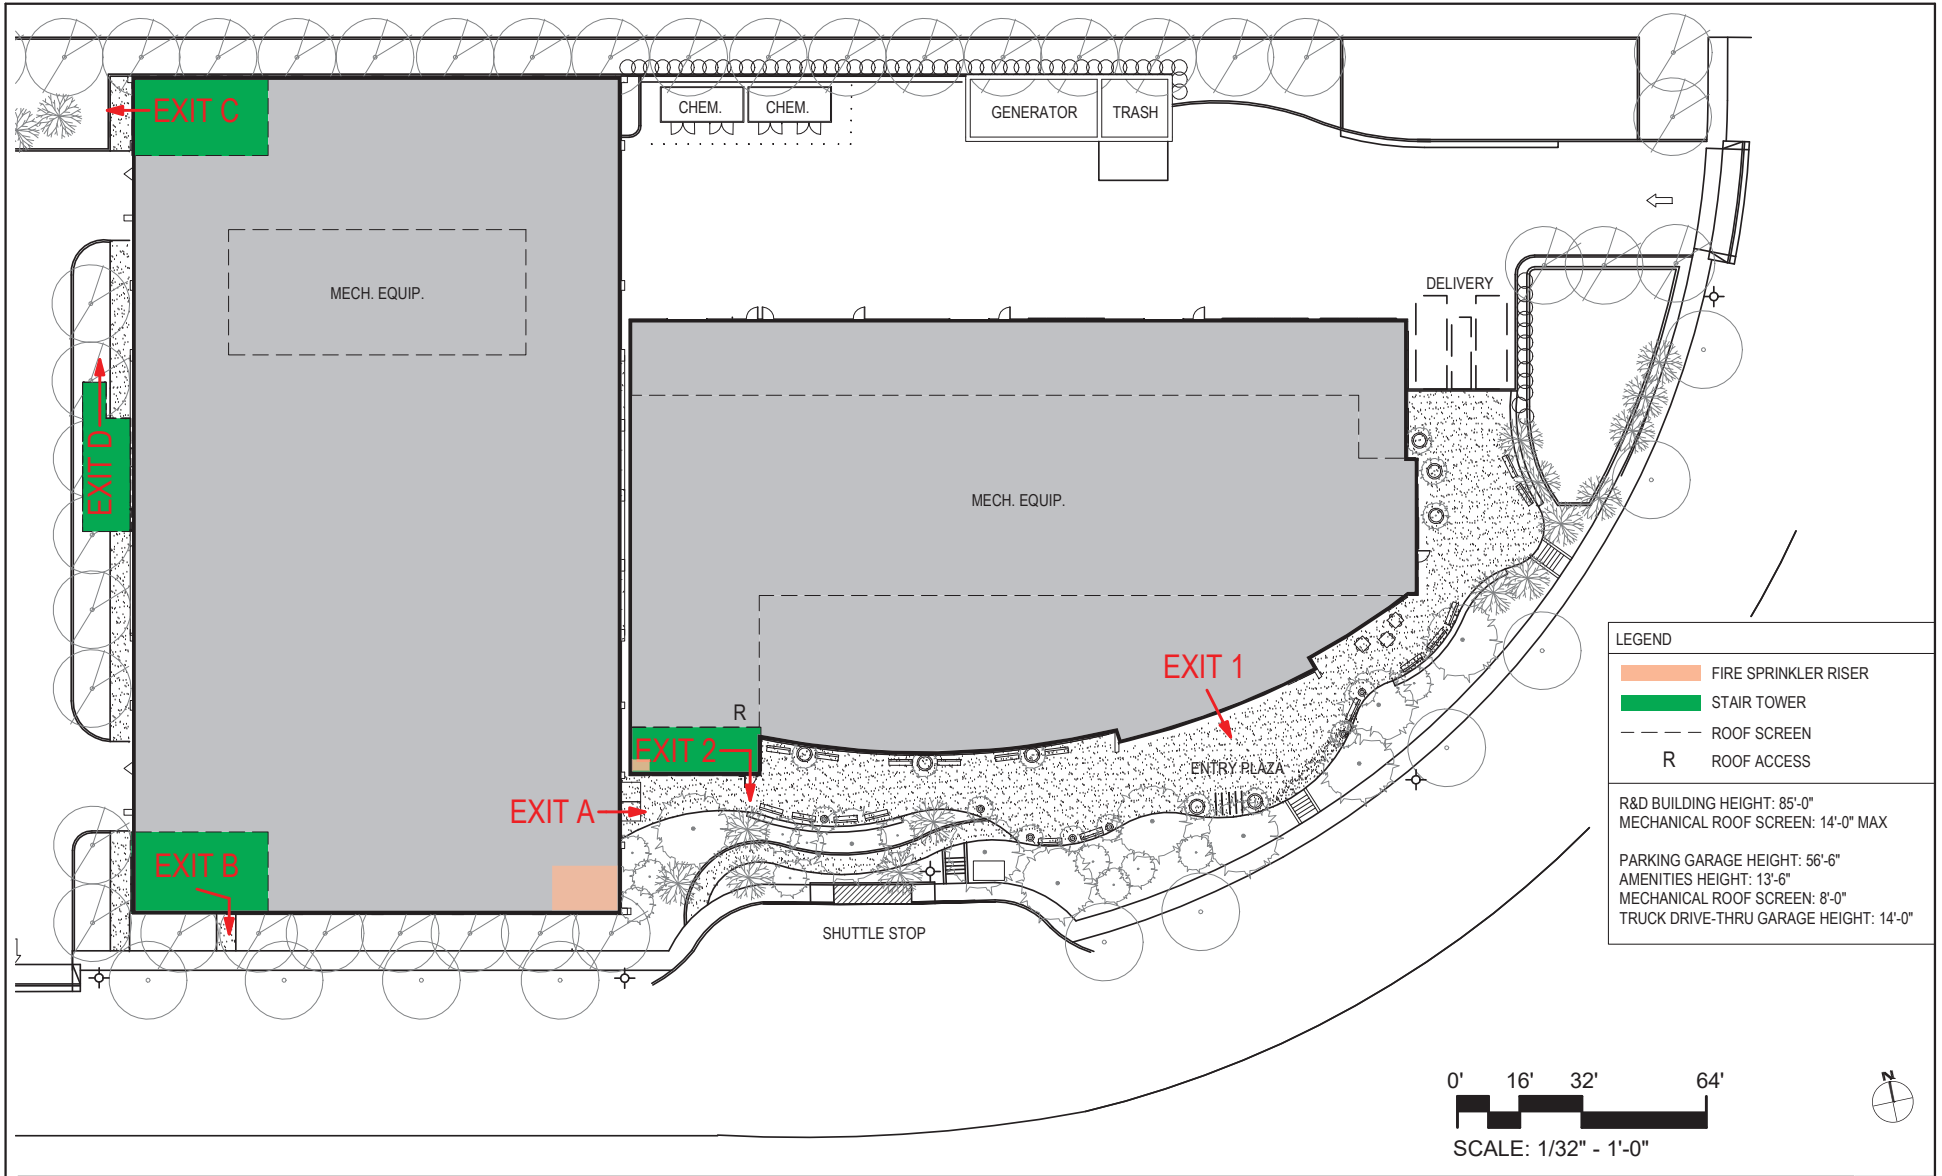 EXIT C
CHEM.
CHEM.
GENERATOR
TRASH
MECH. EQUIP.
DELIVERY
EXIT D
MECH. EQUIP.
EXIT 1
R
EXIT 2
ENTRY PLAZA
EXIT A
EXIT B
SHUTTLE STOP
LEGEND
FIRE SPRINKLER RISER
STAIR TOWER
ROOF SCREEN
R ROOF ACCESS
R&D BUILDING HEIGHT: 85'-0"
MECHANICAL ROOF SCREEN: 14'-0" MAX
PARKING GARAGE HEIGHT: 56'-6"
AMENITIES HEIGHT: 13'-6"
MECHANICAL ROOF SCREEN: 8'-0"
TRUCK DRIVE-THRU GARAGE HEIGHT: 14'-0"
0' 16' 32' 64'
SCALE: 1/32" - 1'-0"
N